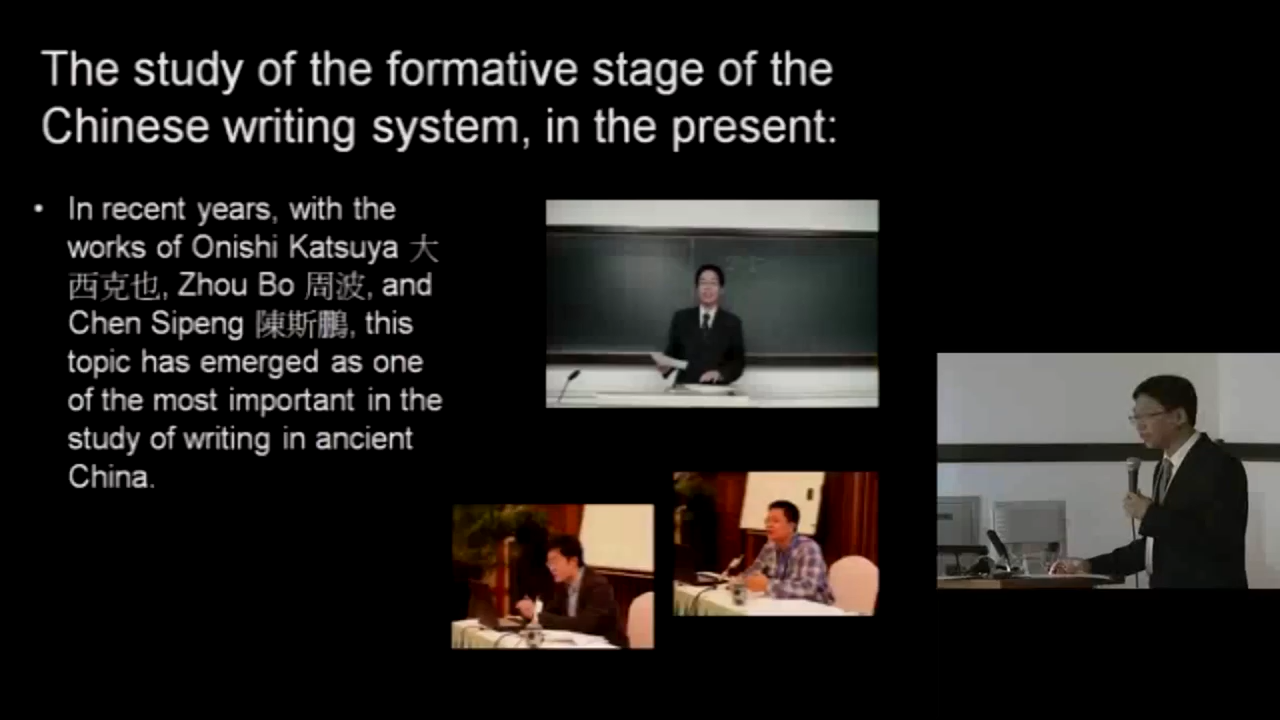 The study of the formative stage of the
Chinese writing system, in the present:
• In recent years, with the
works of Onishi Katsuya 大
西克也, Zhou Bo 周波, and
Chen Sipeng 陳斯鵬, this
topic has emerged as one
of the most important in the
study of writing in ancient
China.